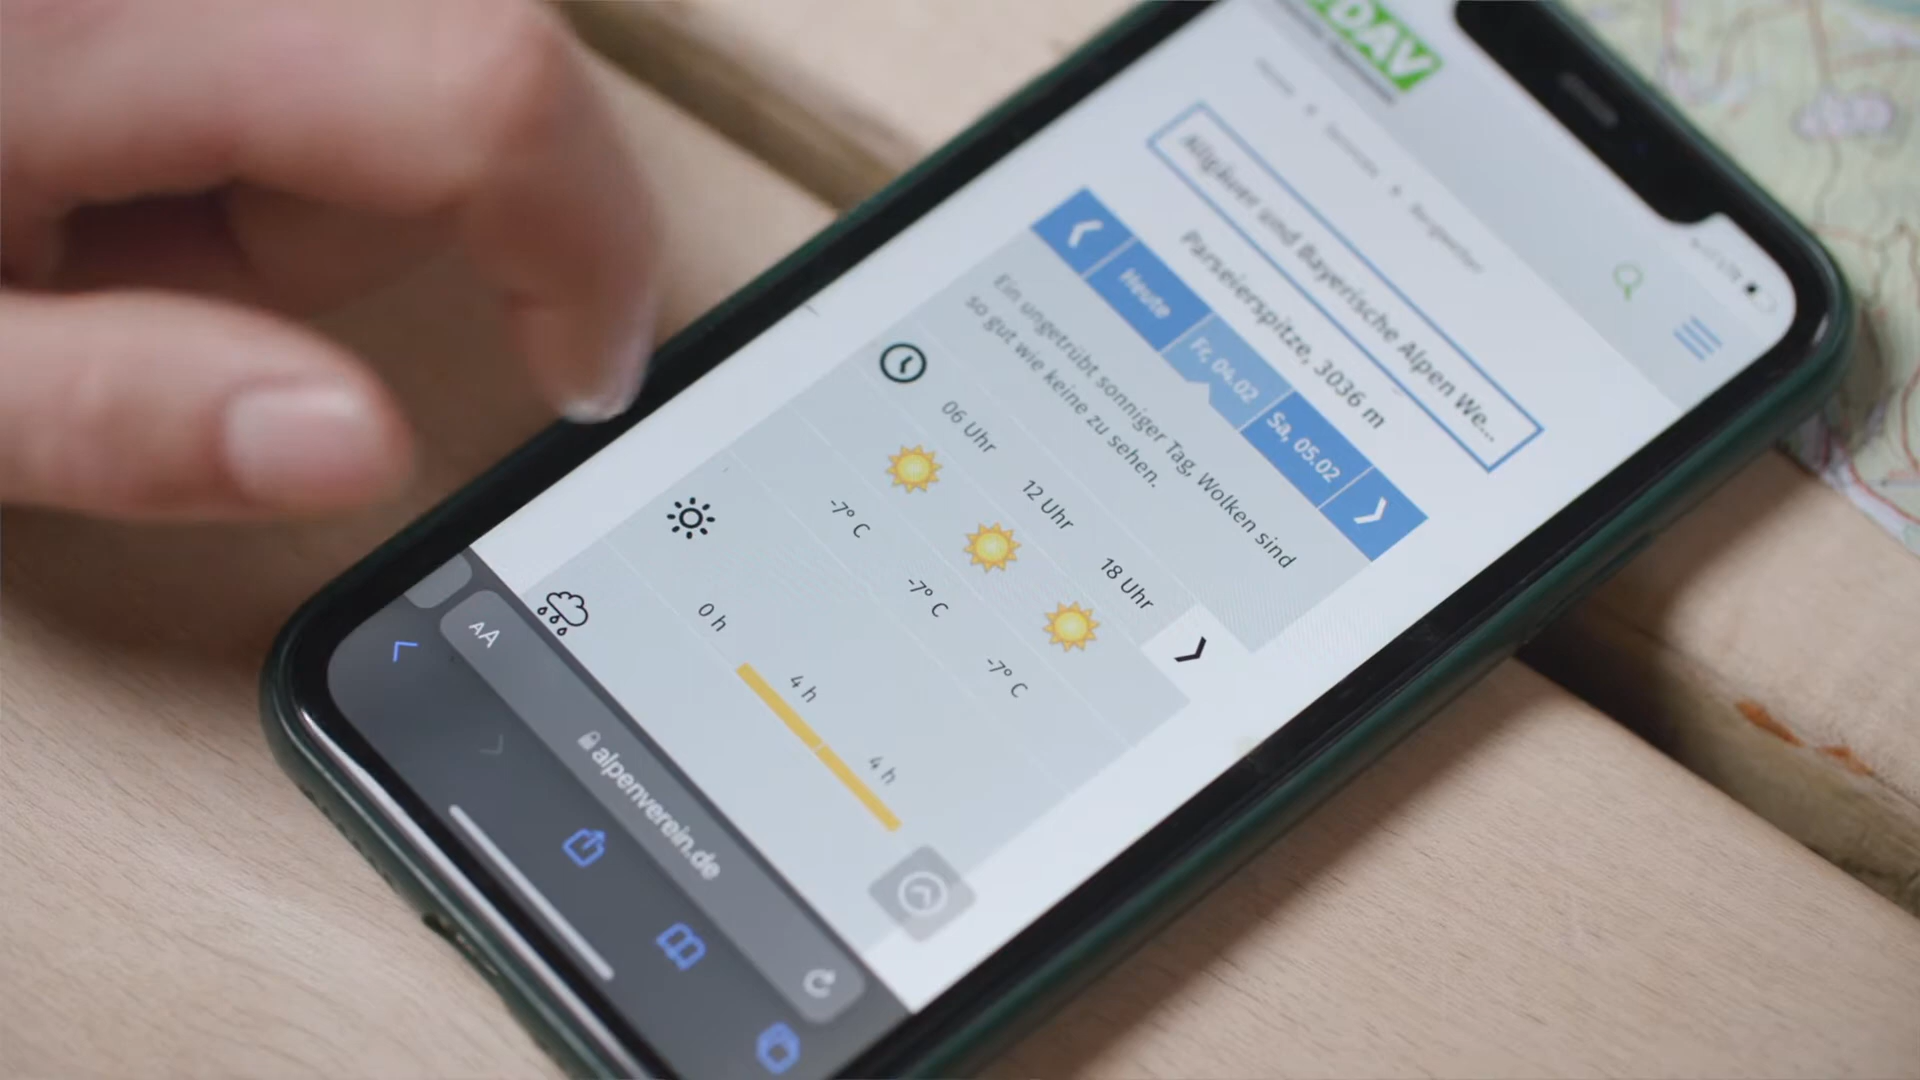 DAV
Allgäuer und Bayerische Alpen We...
Parseierspitze, 3036 m
Heute
Fr, 04.02
Sa, 05.02
Ein ungetrübt sonniger Tag, Wolken sind
so gut wie keine zu sehen.
06 Uhr
12 Uhr
18 Uhr
-7° C
-7° C
-7° C
0 h
4 h
4 h
AA
alpenverein.de